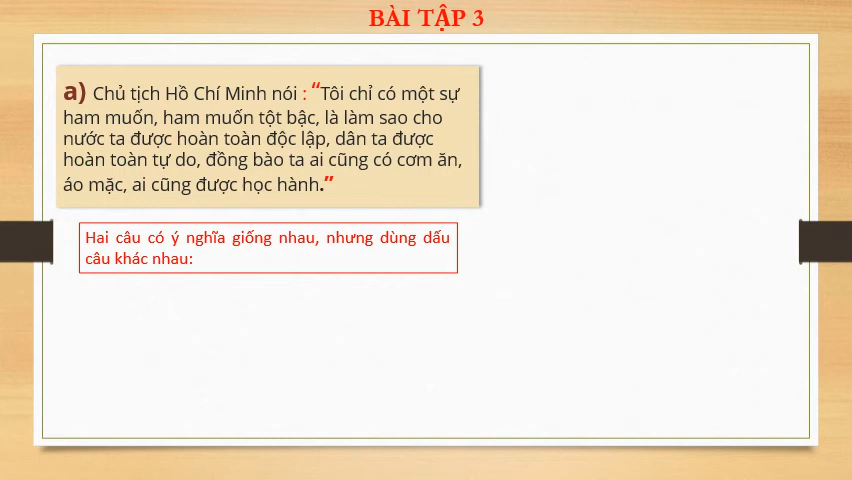 BÀI TẬP 3
a) Chủ tịch Hồ Chí Minh nói : “Tôi chỉ có một sự
ham muốn, ham muốn tột bậc, là làm sao cho
nước ta được hoàn toàn độc lập, dân ta được
hoàn toàn tự do, đồng bào ta ai cũng có cơm ăn,
áo mặc, ai cũng được học hành.”
Hai câu có ý nghĩa giống nhau, nhưng dùng dấu
câu khác nhau: